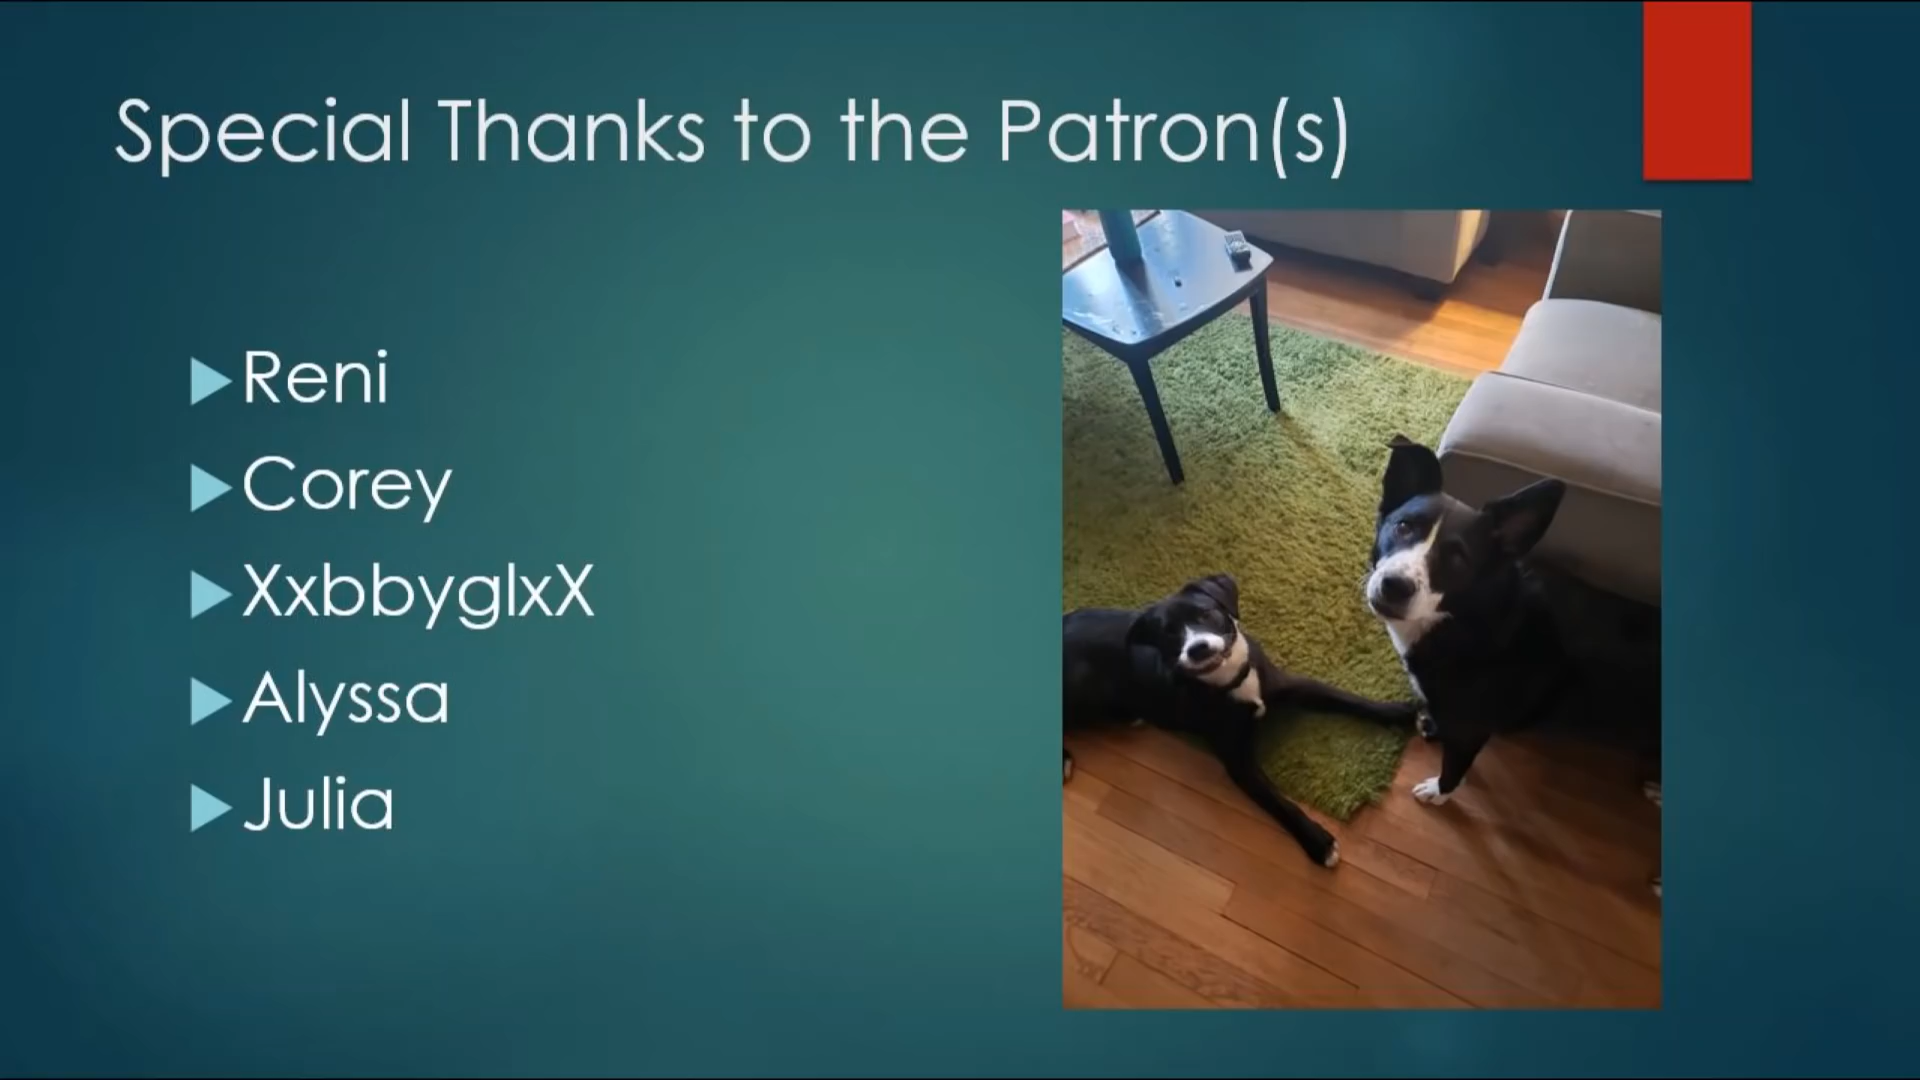 Special Thanks to the Patron(s)
Reni
Corey
XxbbyglxX
Alyssa
Julia